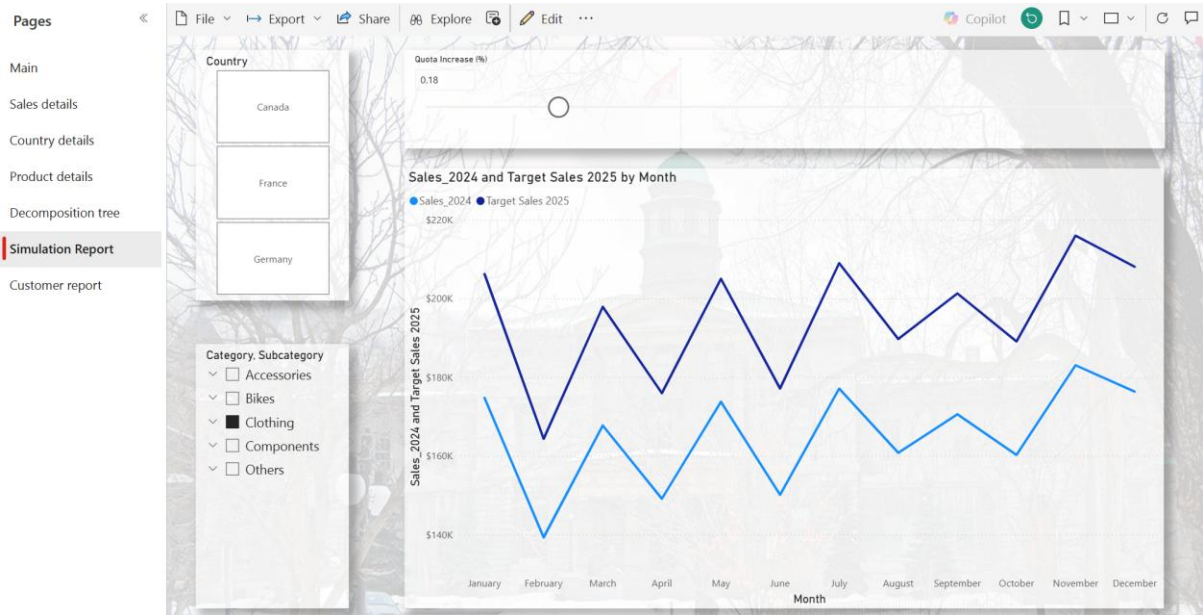 Pages
Main
Sales details
Country details
Product details
Decomposition tree
Simulation Report
Customer report
File Export Share Explore Edit ... Copilot
Country
Canada
France
Germany
Category, Subcategory
Accessories
Bikes
Clothing
Components
Others
Quota Increase (%)
0.18
Sales_2024 and Target Sales 2025 by Month
Sales_2024 Target Sales 2025
Sales_2024 and Target Sales 2025
$220K
$200K
$180K
$160K
$140K
January February March April May June July August September October November December
Month